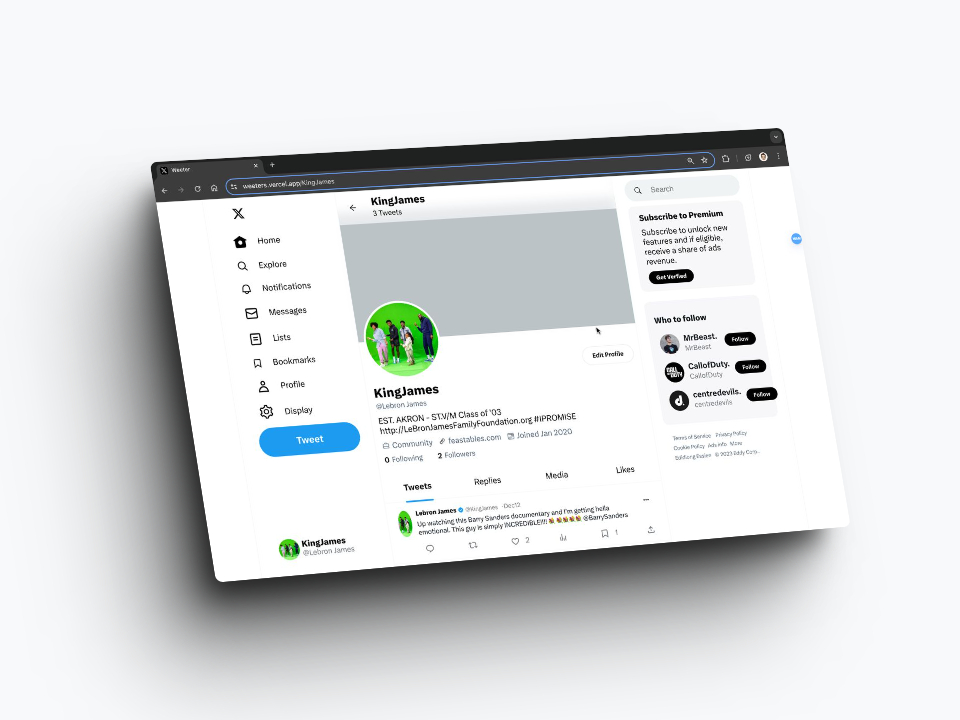 Weeter
weeters.vercel.app/KingJames
KingJames
3 Tweets
Home
Explore
Notifications
Messages
Lists
Bookmarks
Profile
Display
Tweet
KingJames
@Lebron James
Edit Profile
KingJames
@Lebron James
EST. AKRON - ST.V/M Class of '03
http://LeBronJamesFamilyFoundation.org #IPROMISE
Community feastables.com Joined Jan 2020
0 Following 2 Followers
Tweets Replies Media Likes
Lebron James @KingJames ·Dec12
Up watching this Barry Sanders documentary and I'm getting hella
emotional. This guy is simply INCREDIBLE!!! @BarrySanders
2 1
Search
Subscribe to Premium
Subscribe to unlock new
features and if eligible,
receive a share of ads
revenue.
Get Verfied
Who to follow
MrBeast.
MrBeast
Follow
CALL OF DUTY
CallofDuty.
CallofDuty
Follow
d
centredevils.
centredevils
Follow
Terms of Service Privacy Policy
Cookie Policy Ads info More
© 2023 Eddy Corp..